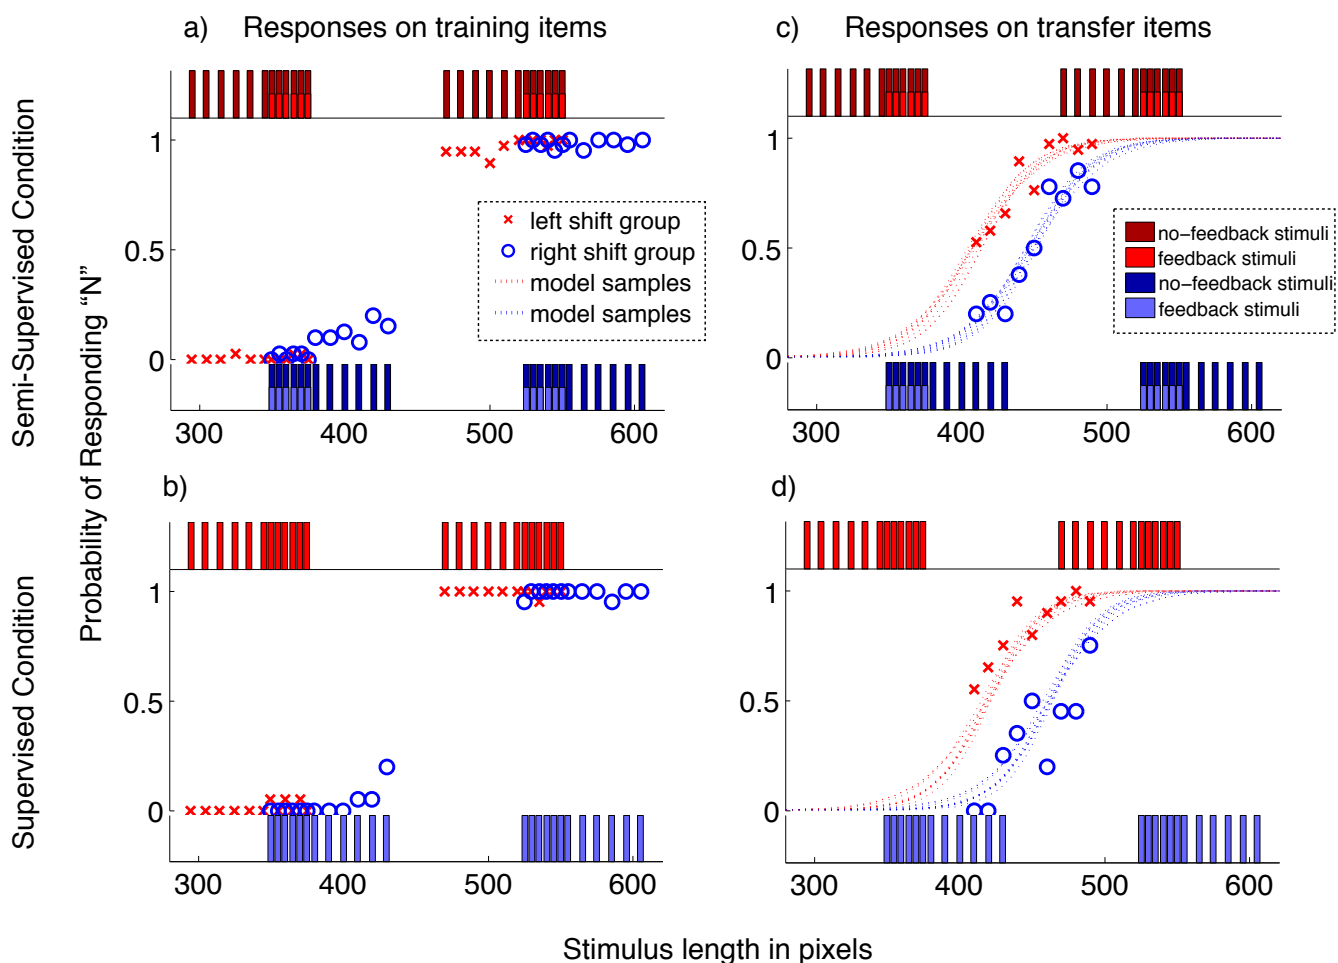 a) Responses on training items
c) Responses on transfer items
Semi-Supervised Condition
Supervised Condition
Probability of Responding “N”
1
0.5
0
300 400 500 600
left shift group
right shift group
model samples
model samples
1
0.5
0
300 400 500 600
no-feedback stimuli
feedback stimuli
no-feedback stimuli
feedback stimuli
b)
1
0.5
0
300 400 500 600
d)
1
0.5
0
300 400 500 600
Stimulus length in pixels